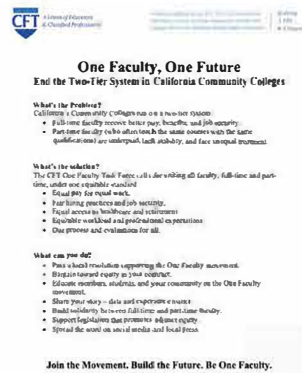 CFT A Union of Educators
& Classified Professionals
One Faculty, One Future
End the Two-Tier System in California Community Colleges
What's the Problem?
California's Community Colleges run on a two-tier system:
• Full-time faculty receive better pay, benefits, and job security.
• Part-time faculty (who often teach the same courses with the
qualifications) are underpaid, lack stability, and face unequal treatment.
What's the solution?
The CFT One Faculty Task Force calls for uniting all faculty, full-time and part-
time, under one equitable standard
• Equal pay for equal work.
• Fair hiring practices and job security.
• Equal access to healthcare and retirement
• Equitable workload and professional expectations
• One process and evaluations for all.
What can you do?
• Pass a local resolution supporting the One Faculty movement.
• Bargain toward equity in your contract.
• Educate members, students, and your community on the One Faculty
movement.
• Share your story – data and experience
• Build solidarity between full-time and part-time faculty.
• Support legislation that promotes equity.
• Spread the word on social media and local press.
Join the Movement. Build the Future. Be One Faculty.